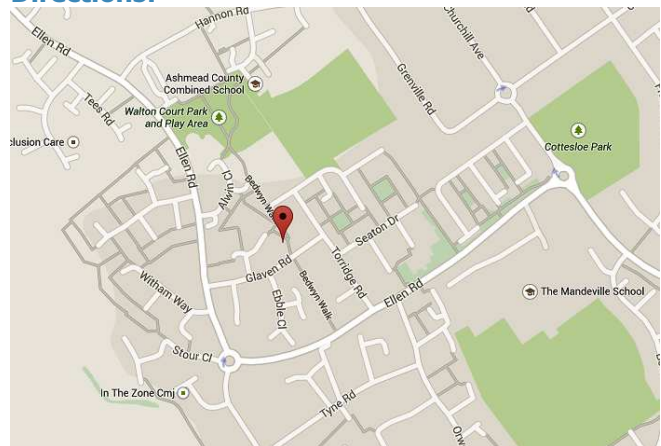 Directions:
Hannon Rd
Churchill Ave
Ellen Rd
Grenville Rd
Ashmead County
Combined School
Tees Rd
Walton Court Park
and Play Area
clusion Care
Cottesloe Park
Ellen Rd
Alwin Cl
Bedwyn Walk
Seaton Dr
Torridge Rd
Glaven Rd
Witham Way
Ebble Cl
Bedwyn Walk
Ellen Rd
The Mandeville School
Stour Cl
In The Zone Cmj
Tyne Rd
Orw